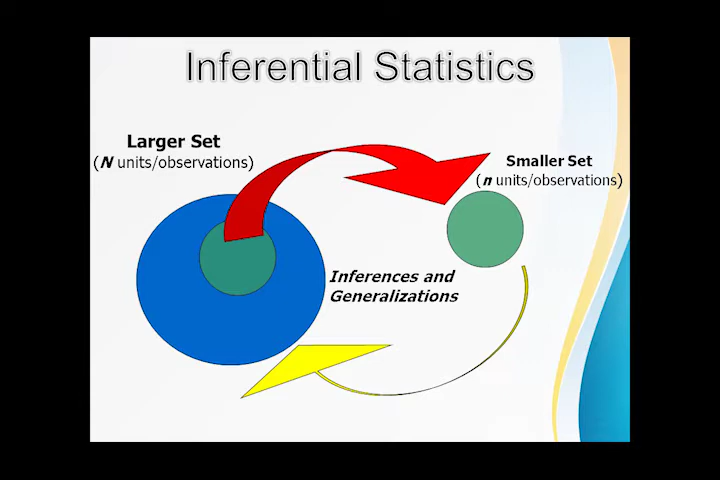 Inferential Statistics
Larger Set
(N units/observations)
Smaller Set
(n units/observations)
Inferences and
Generalizations